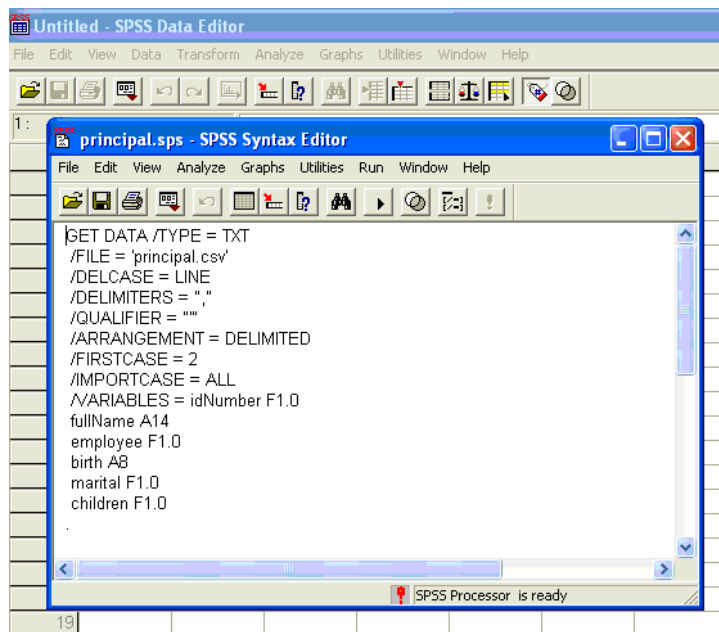 Untitled - SPSS Data Editor
File Edit View Data Transform Analyze Graphs Utilities Window Help
1 :
principal.sps - SPSS Syntax Editor
File Edit View Analyze Graphs Utilities Run Window Help
GET DATA /TYPE = TXT
/FILE = 'principal.csv'
/DELCASE = LINE
/DELIMITERS = ","
/QUALIFIER = '"'
/ARRANGEMENT = DELIMITED
/FIRSTCASE = 2
/IMPORTCASE = ALL
/VARIABLES = idNumber F1.0
fullName A14
employee F1.0
birth A8
marital F1.0
children F1.0
.
SPSS Processor is ready
19